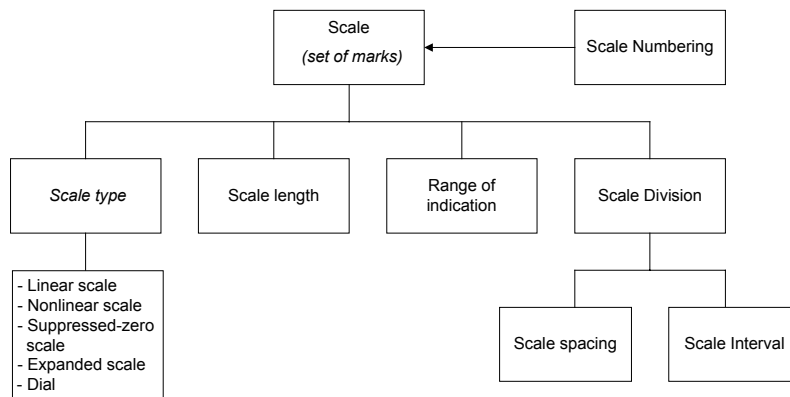 Scale
(set of marks)
Scale Numbering
Scale type
Scale length
Range of
indication
Scale Division
- Linear scale
- Nonlinear scale
- Suppressed-zero
scale
- Expanded scale
- Dial
Scale spacing
Scale Interval